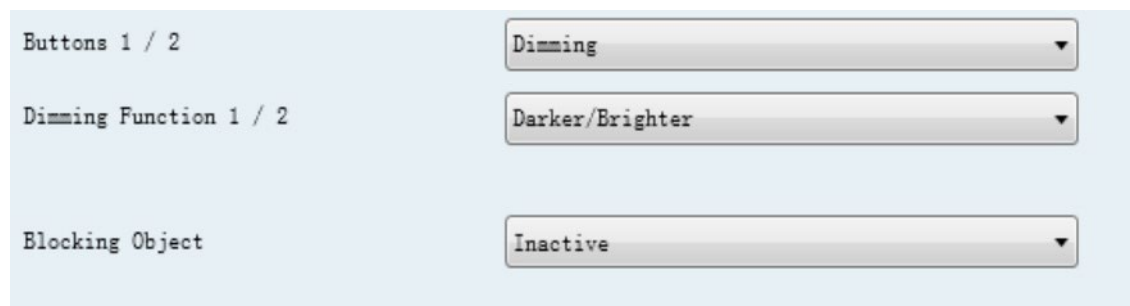 Buttons 1 / 2 Dimming
Dimming Function 1 / 2 Darker/Brighter
Blocking Object Inactive